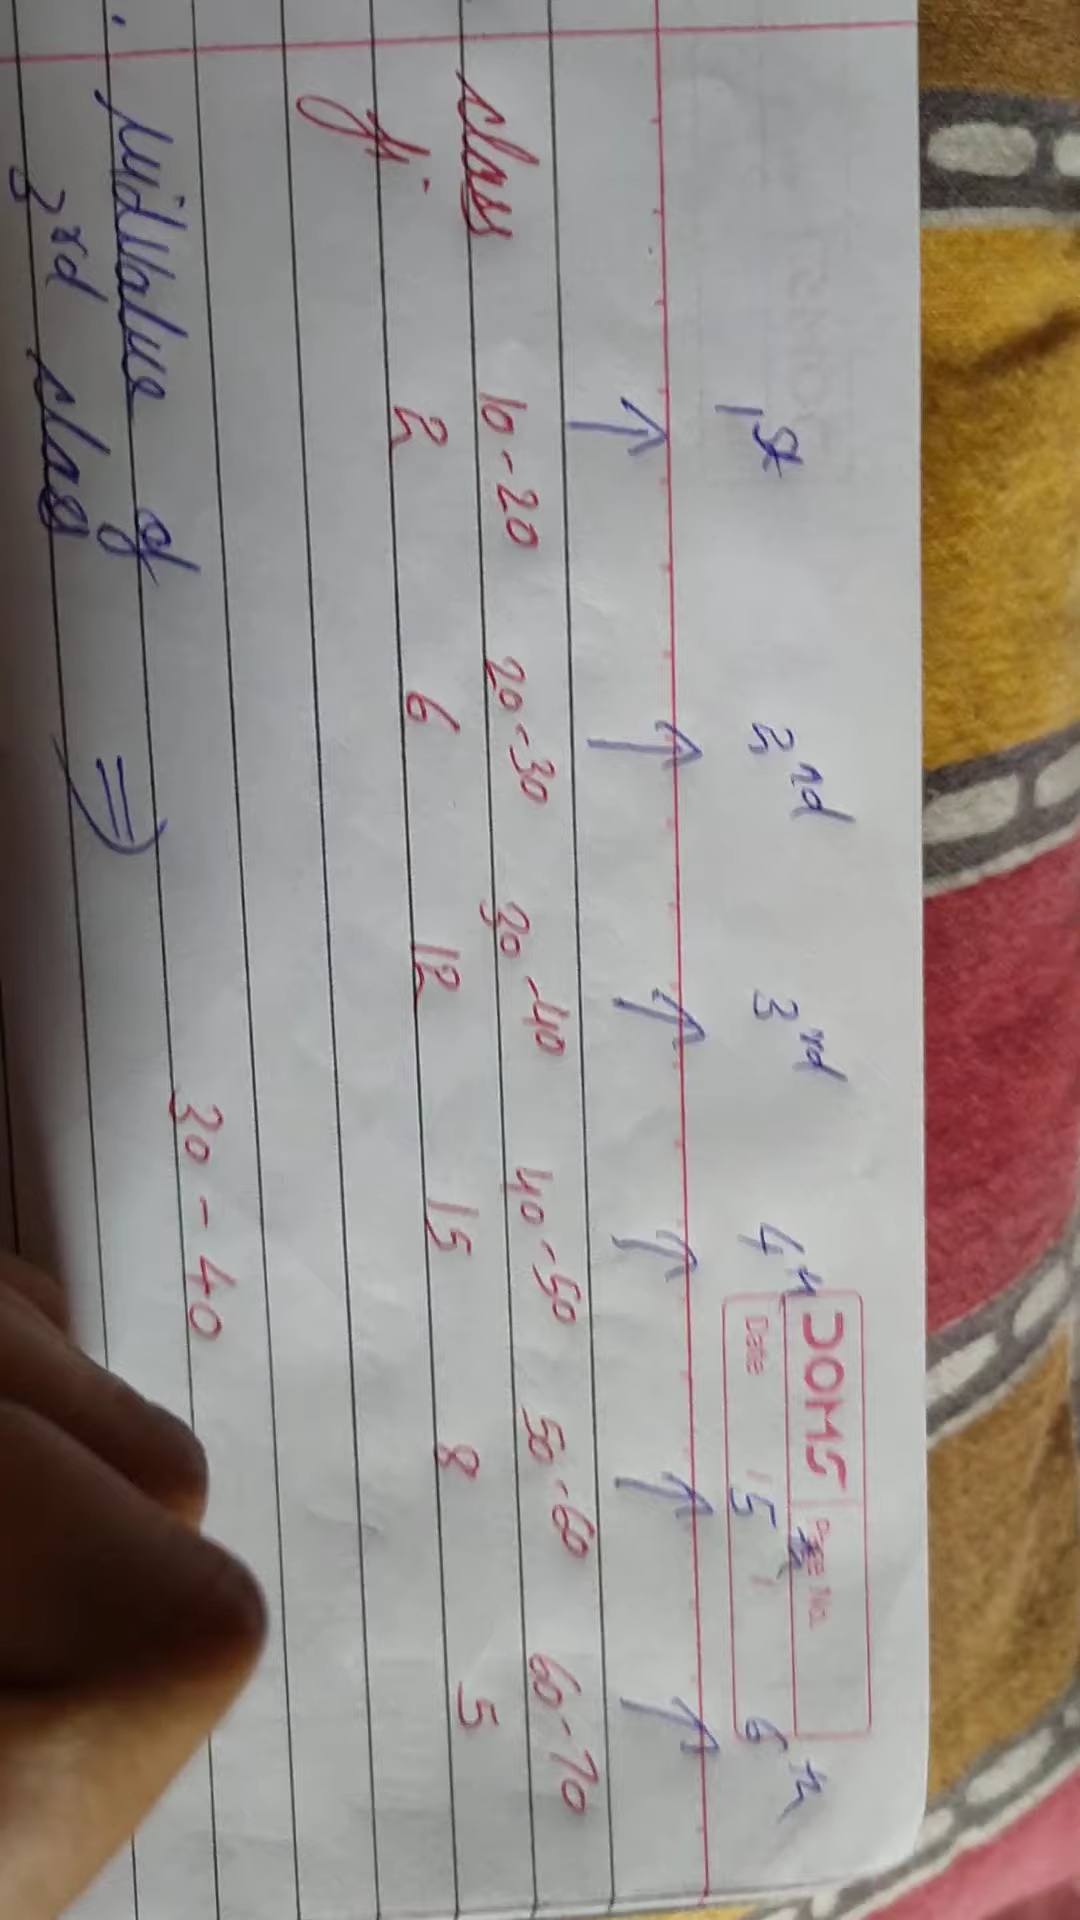 1st 2nd 3rd 4th 5 6th
DOMS Page No.
Date
class 10-20 20-30 30-40 40-50 50-60 60-70
fi 2 6 12 15 8 5
30-40
Midvalue of
3rd class ⇒